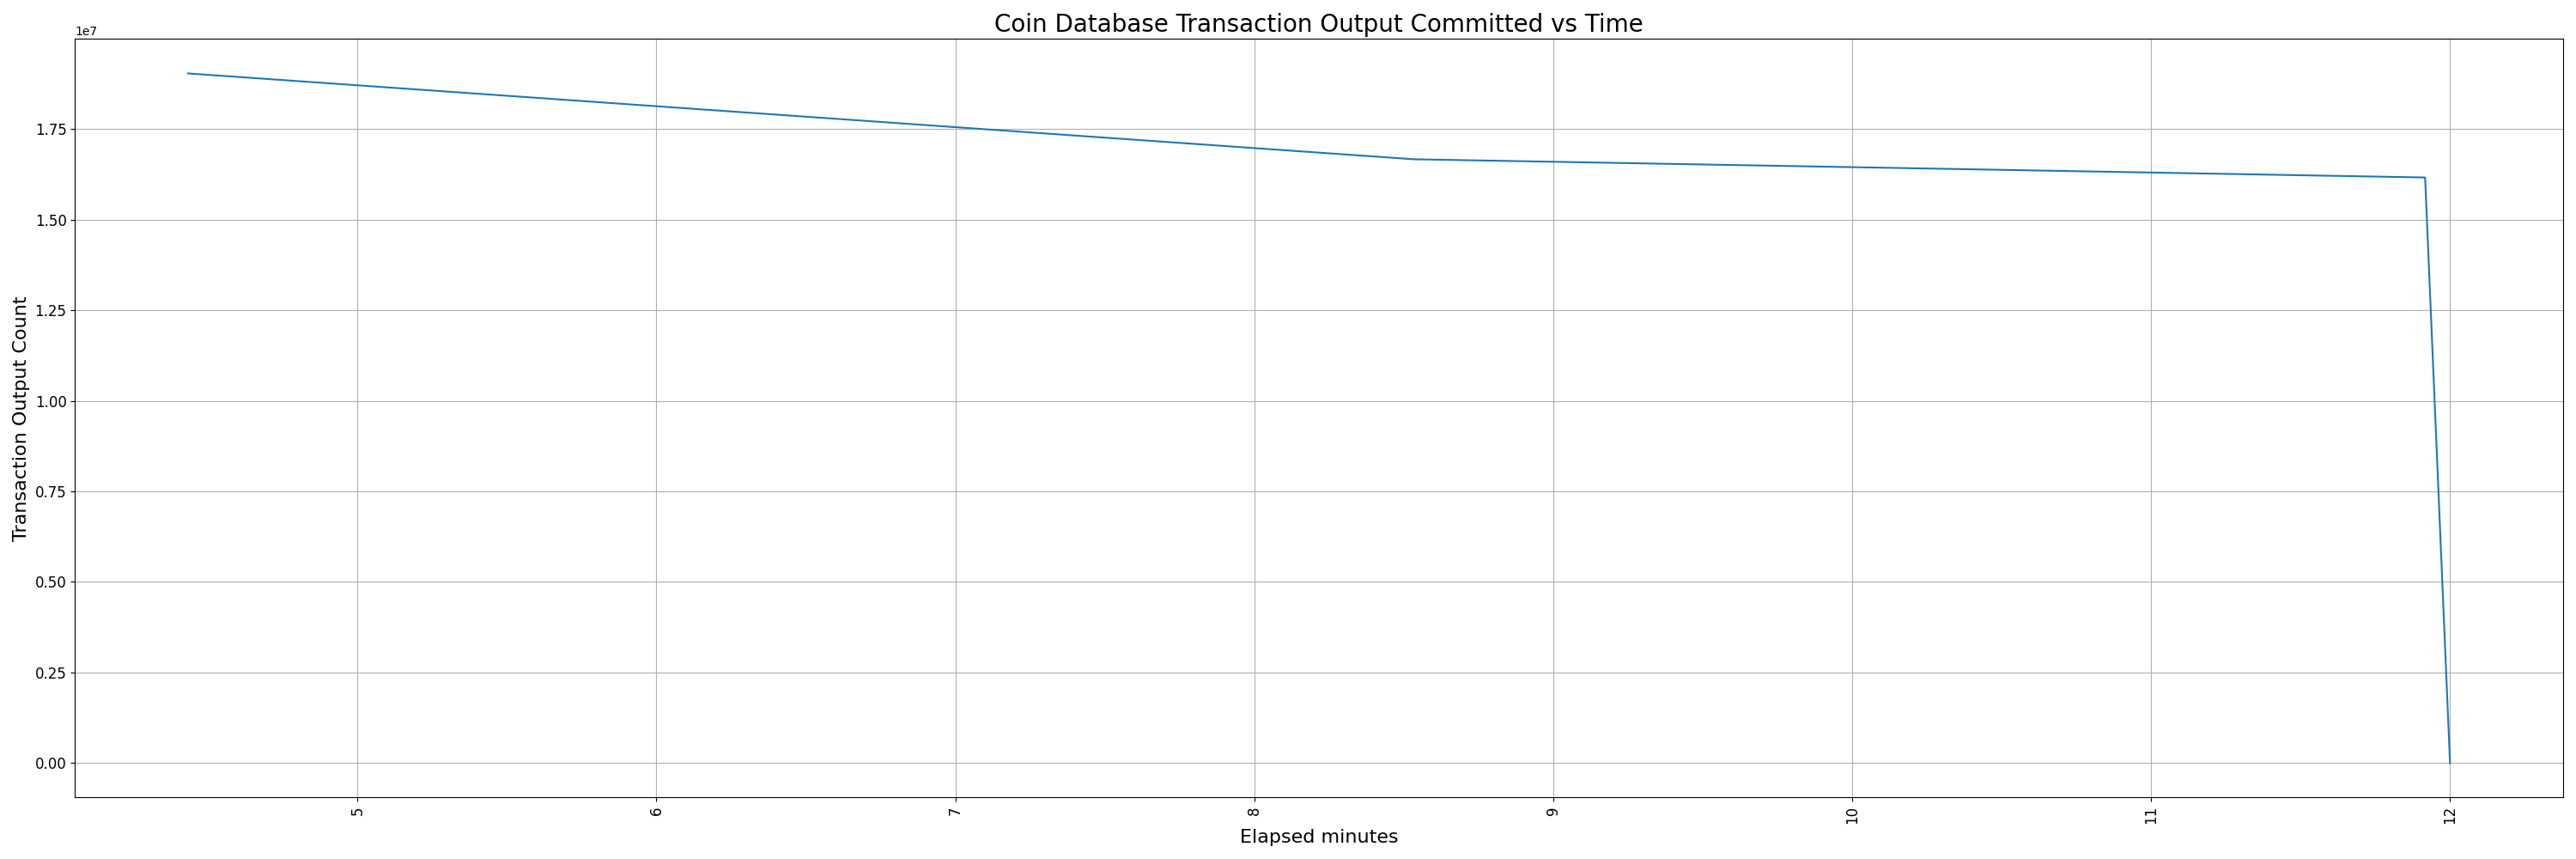 Coin Database Transaction Output Committed vs Time
1e7
1.75
1.50
1.25
1.00
0.75
0.50
0.25
0.00
Transaction Output Count
5 6 7 8 9 10 11 12
Elapsed minutes